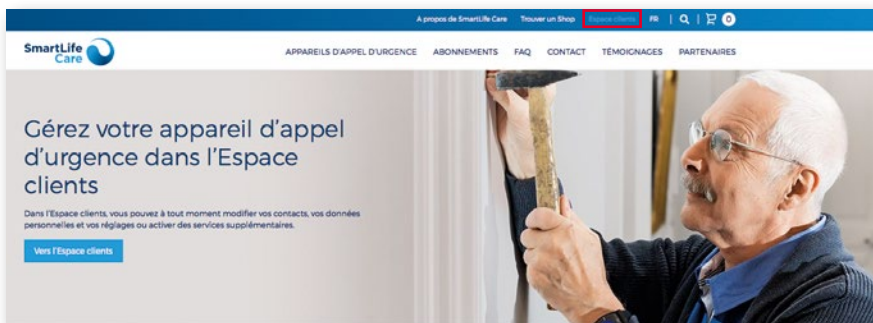 A propos de SmartLife Care Trouver un Shop Espace clients FR 0
SmartLife
Care
APPAREILS D'APPEL D'URGENCE ABONNEMENTS FAQ CONTACT TÉMOIGNAGES PARTENAIRES
Gérez votre appareil d'appel
d'urgence dans l'Espace
clients
Dans l'Espace clients, vous pouvez à tout moment modifier vos contacts, vos données
personnelles et vos réglages ou activer des services supplémentaires.
Vers l'Espace clients